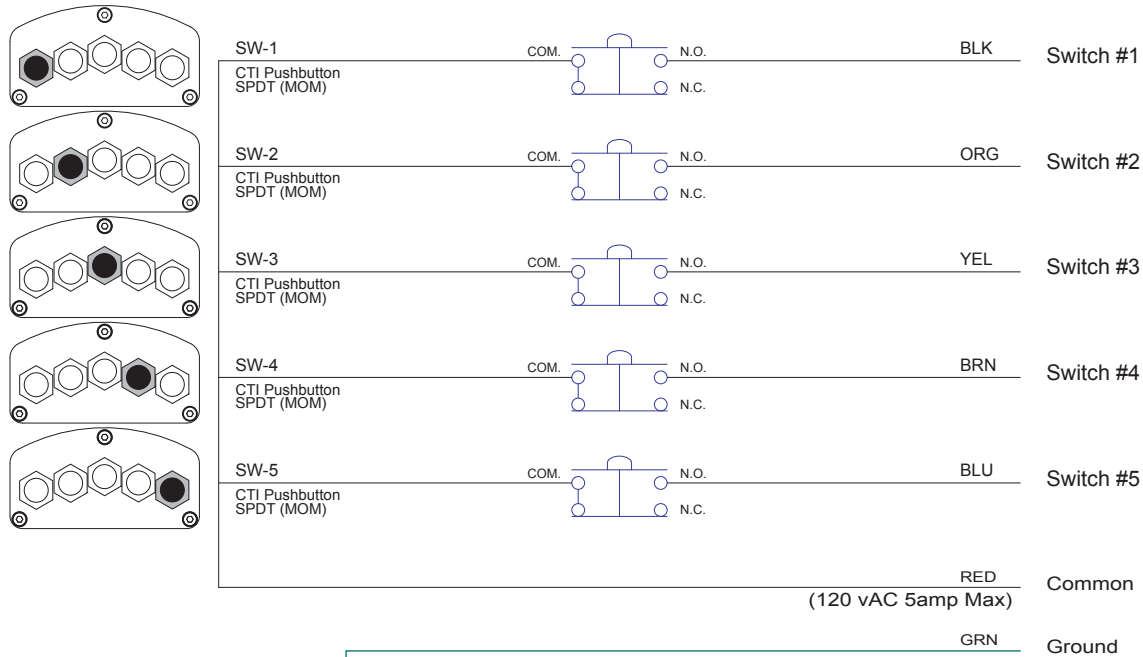 SW-1 COM. N.O. BLK Switch #1
CTI Pushbutton
SPDT (MOM) N.C.
SW-2 COM. N.O. ORG Switch #2
CTI Pushbutton
SPDT (MOM) N.C.
SW-3 COM. N.O. YEL Switch #3
CTI Pushbutton
SPDT (MOM) N.C.
SW-4 COM. N.O. BRN Switch #4
CTI Pushbutton
SPDT (MOM) N.C.
SW-5 COM. N.O. BLU Switch #5
CTI Pushbutton
SPDT (MOM) N.C.
RED Common
(120 vAC 5amp Max)
GRN Ground